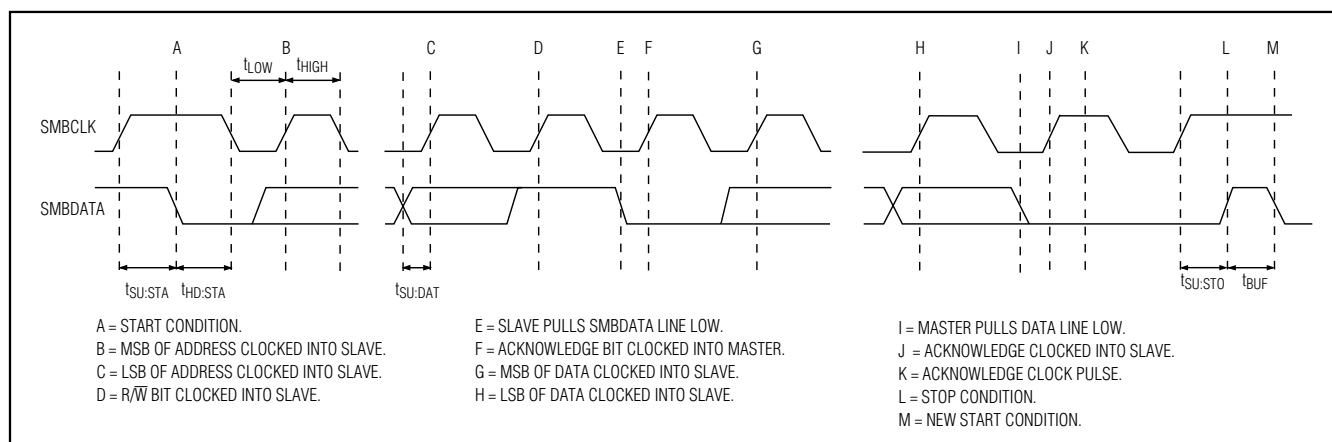 A B C D E F G H I J K L M
tLOW tHIGH
SMBCLK
SMBDATA
tSU:STA tHD:STA tSU:DAT tSU:STO tBUF
A = START CONDITION.
B = MSB OF ADDRESS CLOCKED INTO SLAVE.
C = LSB OF ADDRESS CLOCKED INTO SLAVE.
D = R/W̅ BIT CLOCKED INTO SLAVE.
E = SLAVE PULLS SMBDATA LINE LOW.
F = ACKNOWLEDGE BIT CLOCKED INTO MASTER.
G = MSB OF DATA CLOCKED INTO SLAVE.
H = LSB OF DATA CLOCKED INTO SLAVE.
I = MASTER PULLS DATA LINE LOW.
J = ACKNOWLEDGE CLOCKED INTO SLAVE.
K = ACKNOWLEDGE CLOCK PULSE.
L = STOP CONDITION.
M = NEW START CONDITION.